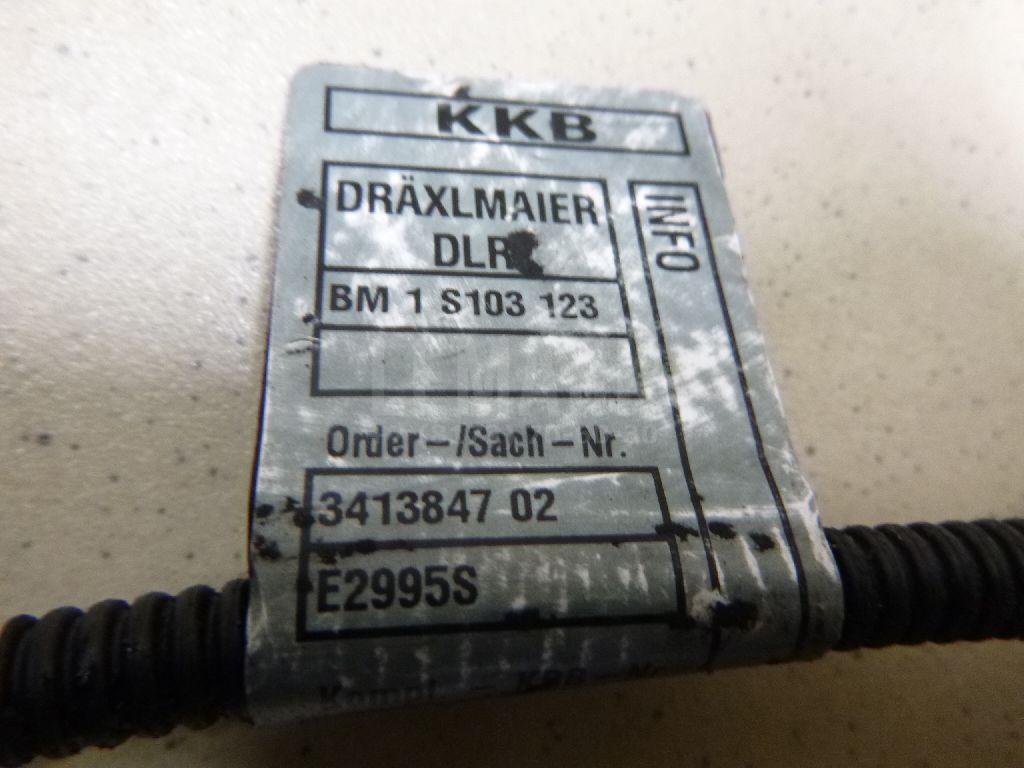 KKB
DRÄXLMAIER
DLR
INFO
BM 1 S103 123
Order-/Sach-Nr.
3413847 02
E2995S